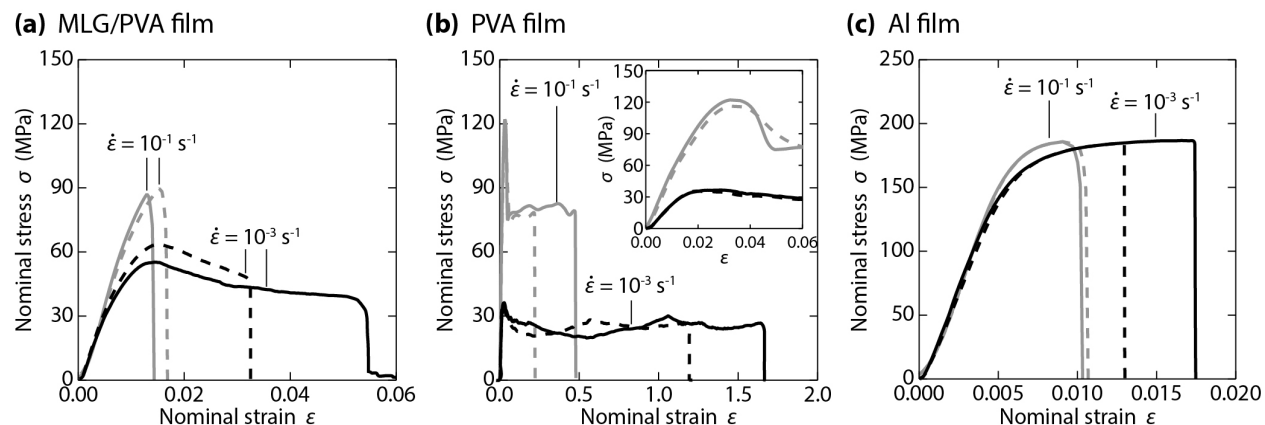 (a) MLG/PVA film
150
120
90
60
30
0
0.00 0.02 0.04 0.06
Nominal stress σ (MPa)
Nominal strain ε
ε̇ = 10⁻¹ s⁻¹
ε̇ = 10⁻³ s⁻¹
(b) PVA film
150
120
90
60
30
0
0.0 0.5 1.0 1.5 2.0
Nominal stress σ (MPa)
Nominal strain ε
ε̇ = 10⁻¹ s⁻¹
ε̇ = 10⁻³ s⁻¹
150
120
90
60
30
0
0.00 0.02 0.04 0.06
σ (MPa)
ε
(c) Al film
250
200
150
100
50
0
0.000 0.005 0.010 0.015 0.020
Nominal stress σ (MPa)
Nominal strain ε
ε̇ = 10⁻¹ s⁻¹
ε̇ = 10⁻³ s⁻¹